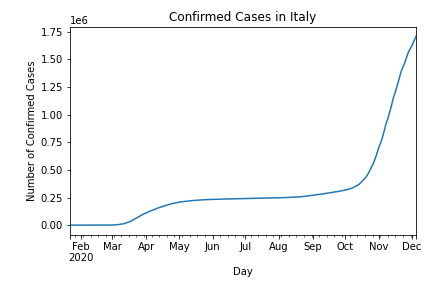 Confirmed Cases in Italy
1e6
1.75
1.50
1.25
1.00
0.75
0.50
0.25
0.00
Number of Confirmed Cases
Feb Mar Apr May Jun Jul Aug Sep Oct Nov Dec
2020
Day